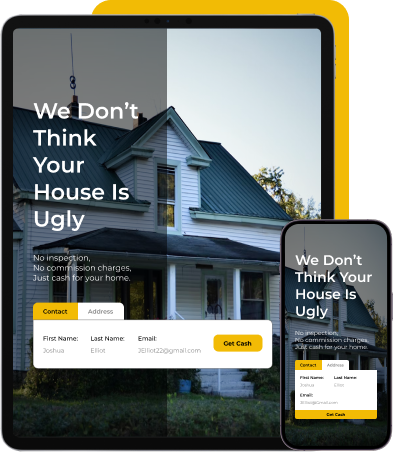 We Don't
Think
Your
House Is
Ugly
No inspection,
No commission charges,
Just cash for your home.
Contact
Address
First Name:
Last Name:
Email:
Joshua
Elliot
JElliot22@gmail.com
Get Cash
We Don't
Think Your
House Is
Ugly
No inspection,
No commission charges,
Just cash for your home.
Contact
Address
First Name:
Last Name:
Joshua
Elliot
Email:
JElliot22@gmail.com
Get Cash